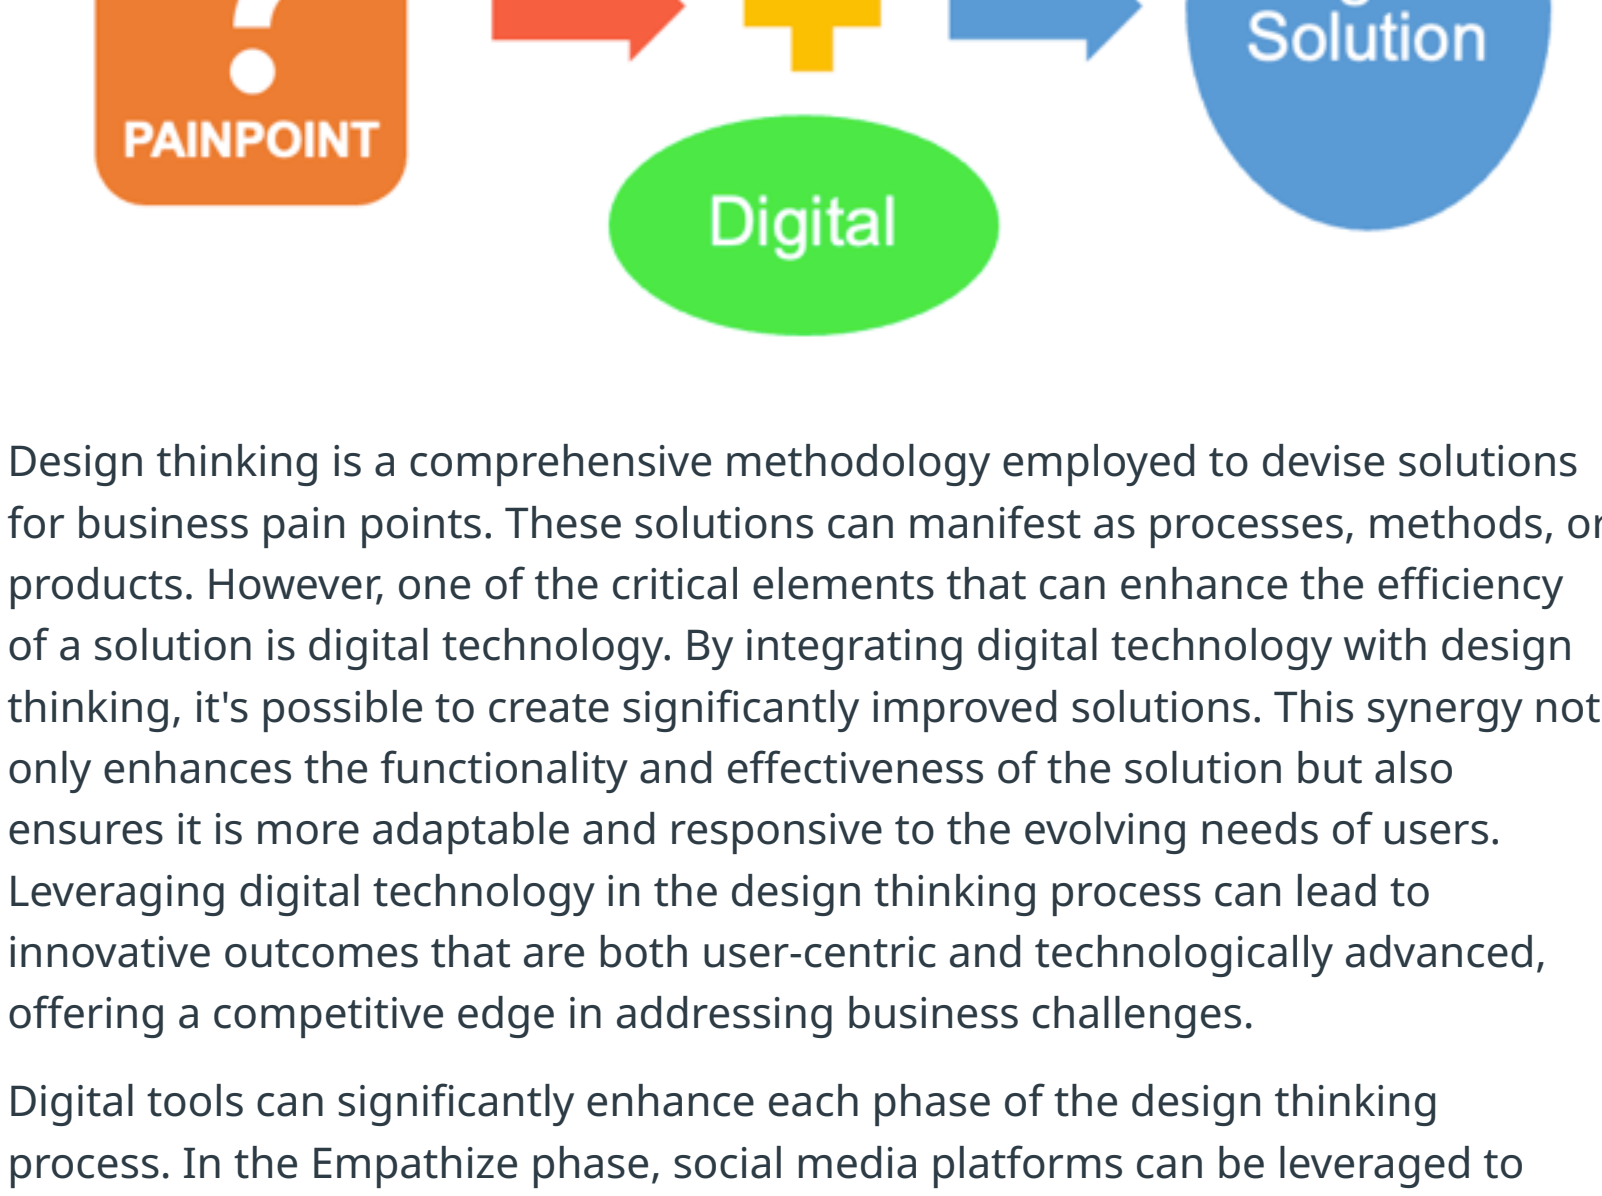 ?
Solution
PAINPOINT
Digital
Design thinking is a comprehensive methodology employed to devise solutions
for business pain points. These solutions can manifest as processes, methods, or
products. However, one of the critical elements that can enhance the efficiency
of a solution is digital technology. By integrating digital technology with design
thinking, it's possible to create significantly improved solutions. This synergy not
only enhances the functionality and effectiveness of the solution but also
ensures it is more adaptable and responsive to the evolving needs of users.
Leveraging digital technology in the design thinking process can lead to
innovative outcomes that are both user-centric and technologically advanced,
offering a competitive edge in addressing business challenges.
Digital tools can significantly enhance each phase of the design thinking
process. In the Empathize phase, social media platforms can be leveraged to